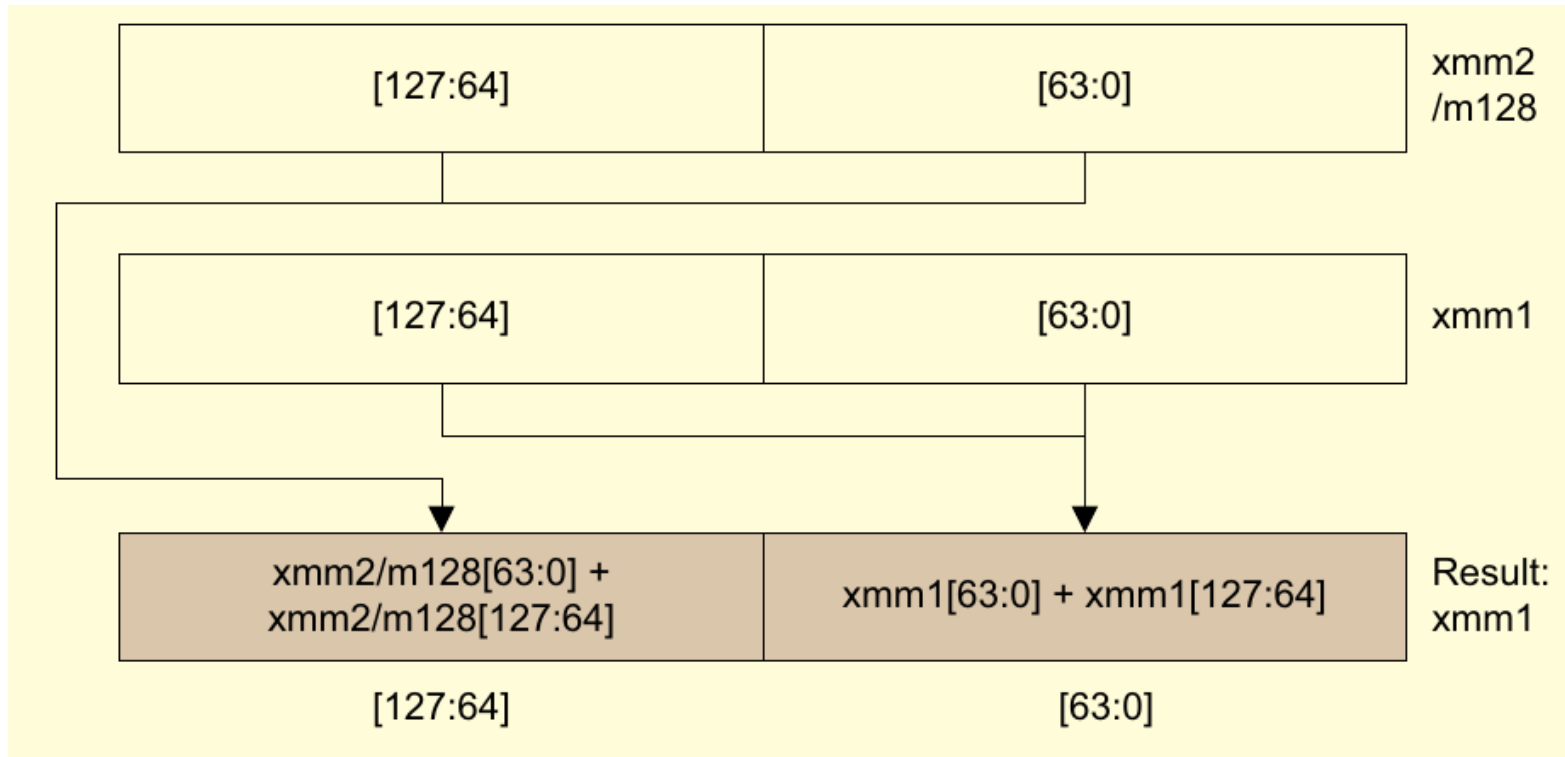 [127:64]
[63:0]
xmm2
/m128
[127:64]
[63:0]
xmm1
xmm2/m128[63:0] +
xmm2/m128[127:64]
xmm1[63:0] + xmm1[127:64]
Result:
xmm1
[127:64]
[63:0]